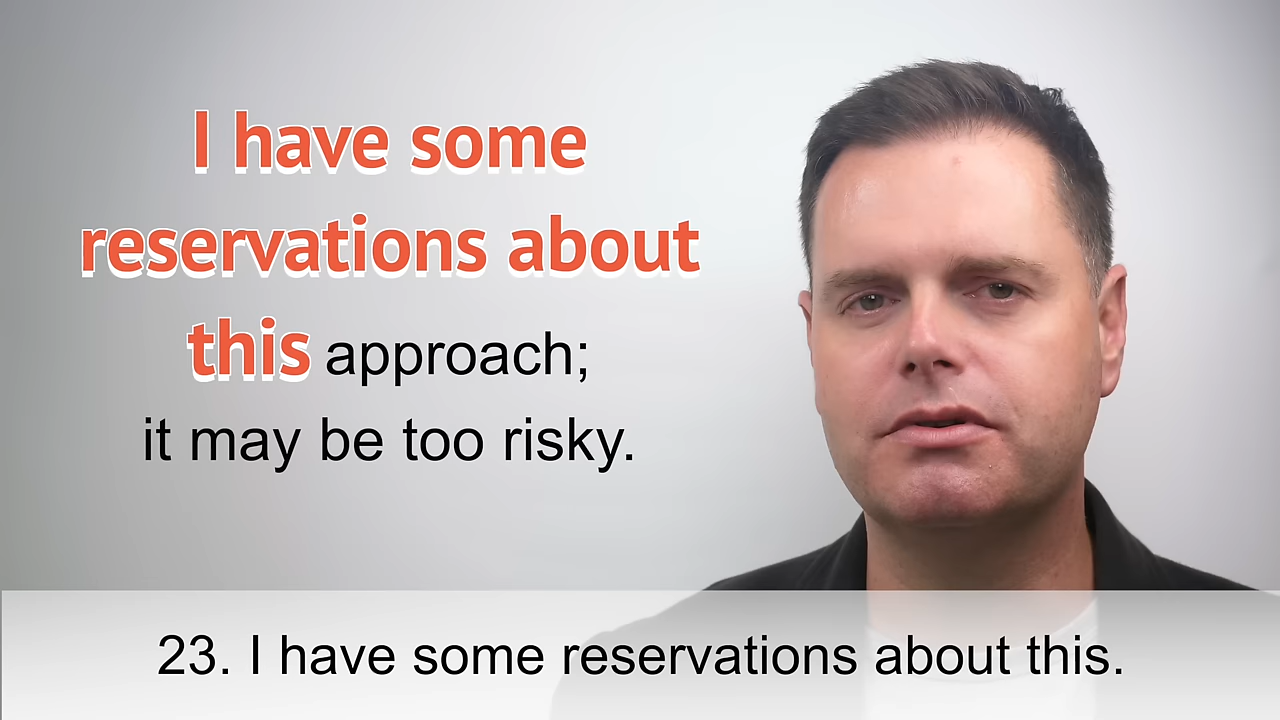 I have some
reservations about
this approach;
it may be too risky.
23. I have some reservations about this.